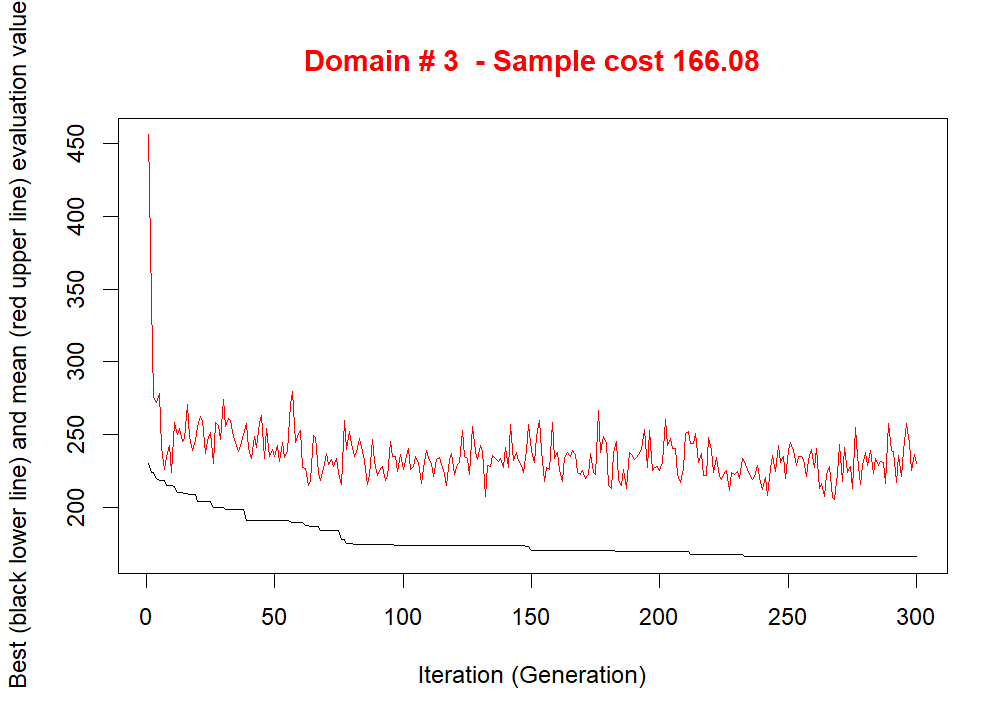 Domain # 3  - Sample cost 166.08
Best (black lower line) and mean (red upper line) evaluation value
450
400
350
300
250
200
0 50 100 150 200 250 300
Iteration (Generation)